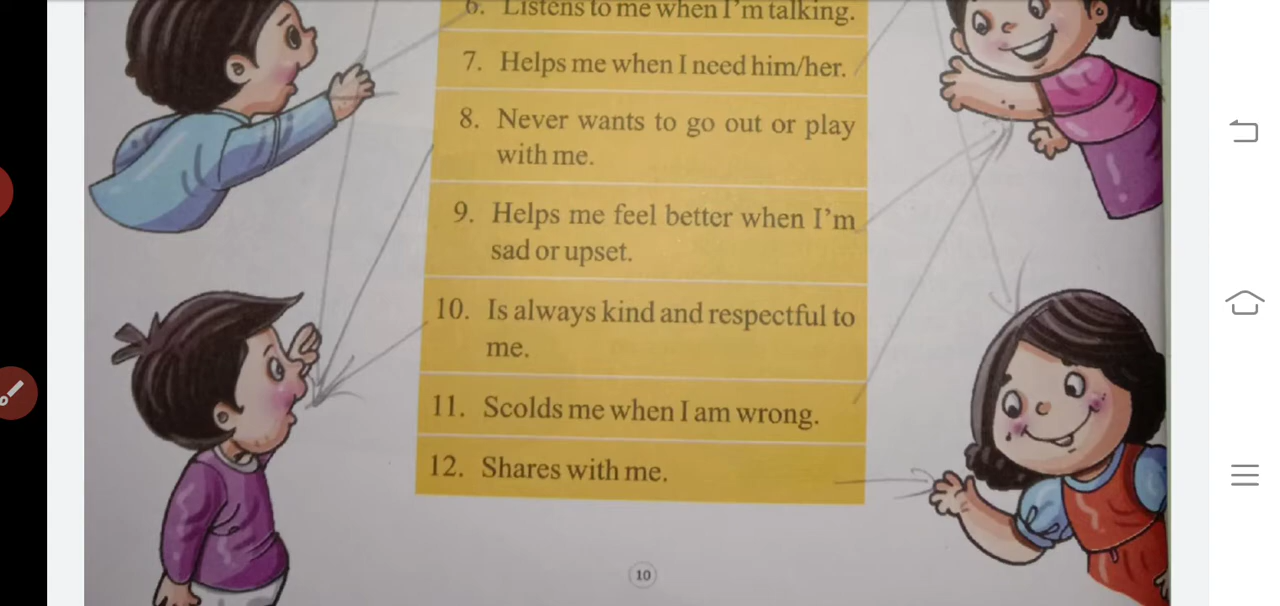 6. Listens to me when I'm talking.
7. Helps me when I need him/her.
8. Never wants to go out or play
with me.
9. Helps me feel better when I'm
sad or upset.
10. Is always kind and respectful to
me.
11. Scolds me when I am wrong.
12. Shares with me.
10